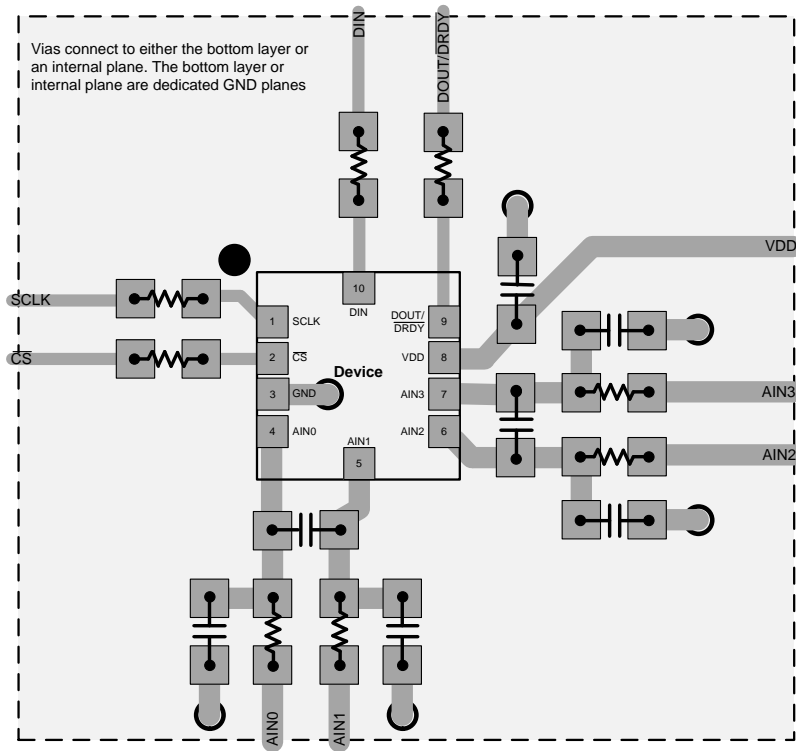 DIN
DOUT/DRDY
Vias connect to either the bottom layer or
an internal plane. The bottom layer or
internal plane are dedicated GND planes
VDD
SCLK
10
DIN
1
SCLK
DOUT/
DRDY
9
CS
2
CS
Device
VDD
8
3
GND
AIN3
7
AIN3
4
AIN0
AIN2
6
AIN1
5
AIN2
AIN0
AIN1